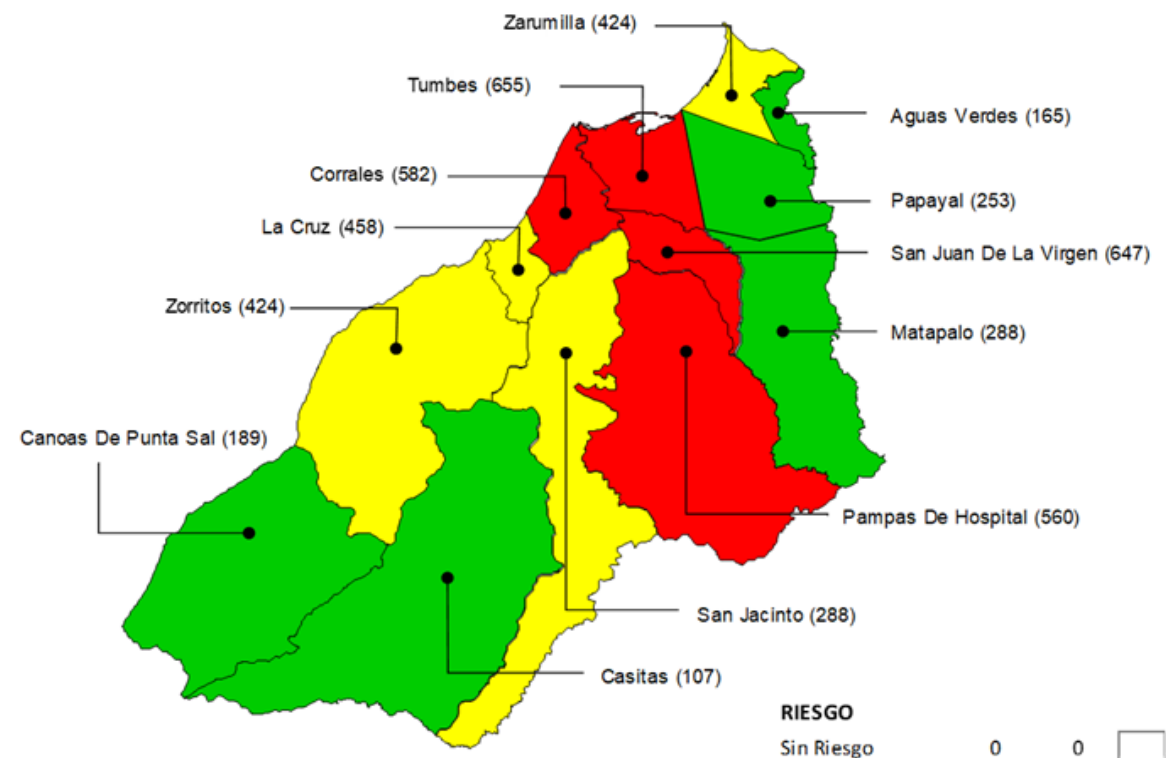 Zarumilla (424)
Tumbes (655)
Aguas Verdes (165)
Corrales (582)
Papayal (253)
La Cruz (458)
San Juan De La Virgen (647)
Zorritos (424)
Matapalo (288)
Canoas De Punta Sal (189)
Pampas De Hospital (560)
San Jacinto (288)
Casitas (107)
RIESGO
Sin Riesgo 0 0